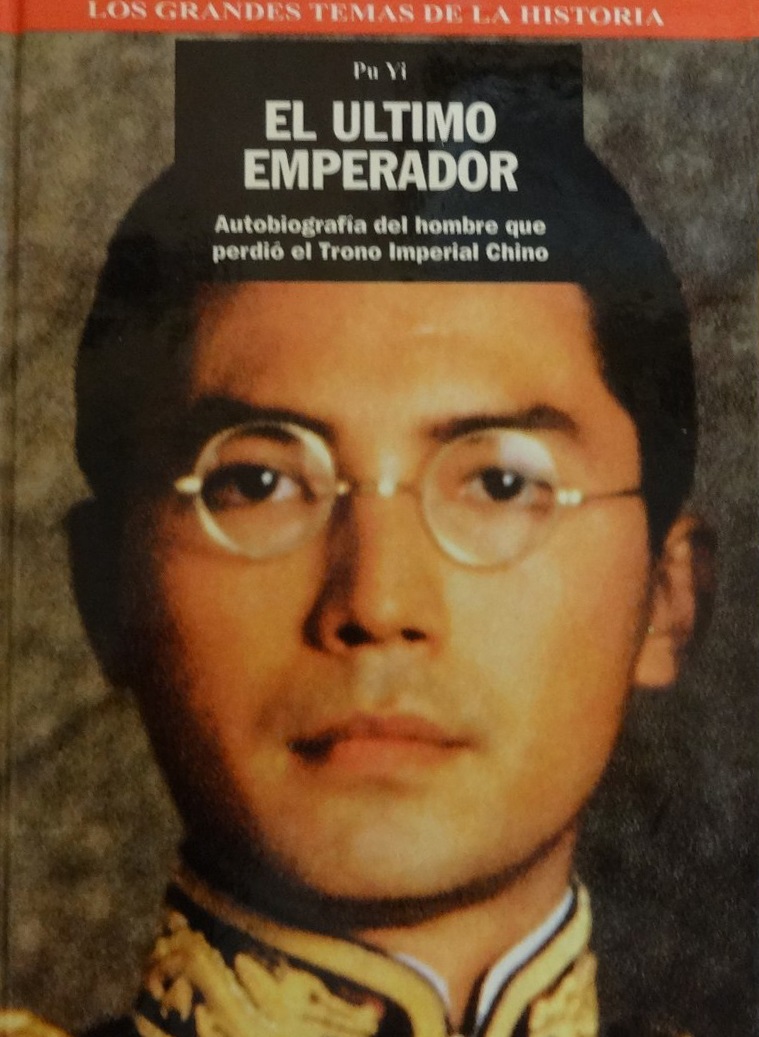 LOS GRANDES TEMAS DE LA HISTORIA
Pu Yi
EL ULTIMO
EMPERADOR
Autobiografía del hombre que
perdió el Trono Imperial Chino